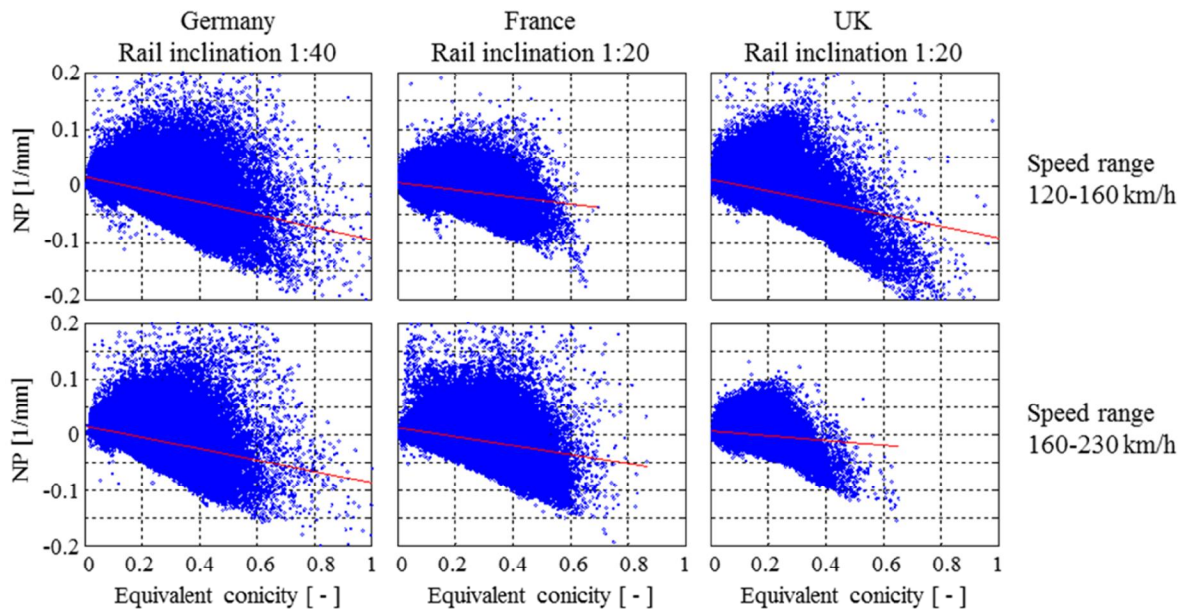 Germany
Rail inclination 1:40
France
Rail inclination 1:20
UK
Rail inclination 1:20
NP [1/mm]
0.2
0.1
0
-0.1
-0.2
Speed range
120-160 km/h
NP [1/mm]
0.2
0.1
0
-0.1
-0.2
Speed range
160-230 km/h
0 0.2 0.4 0.6 0.8 1
0 0.2 0.4 0.6 0.8 1
0 0.2 0.4 0.6 0.8 1
Equivalent conicity [ - ]
Equivalent conicity [ - ]
Equivalent conicity [ - ]